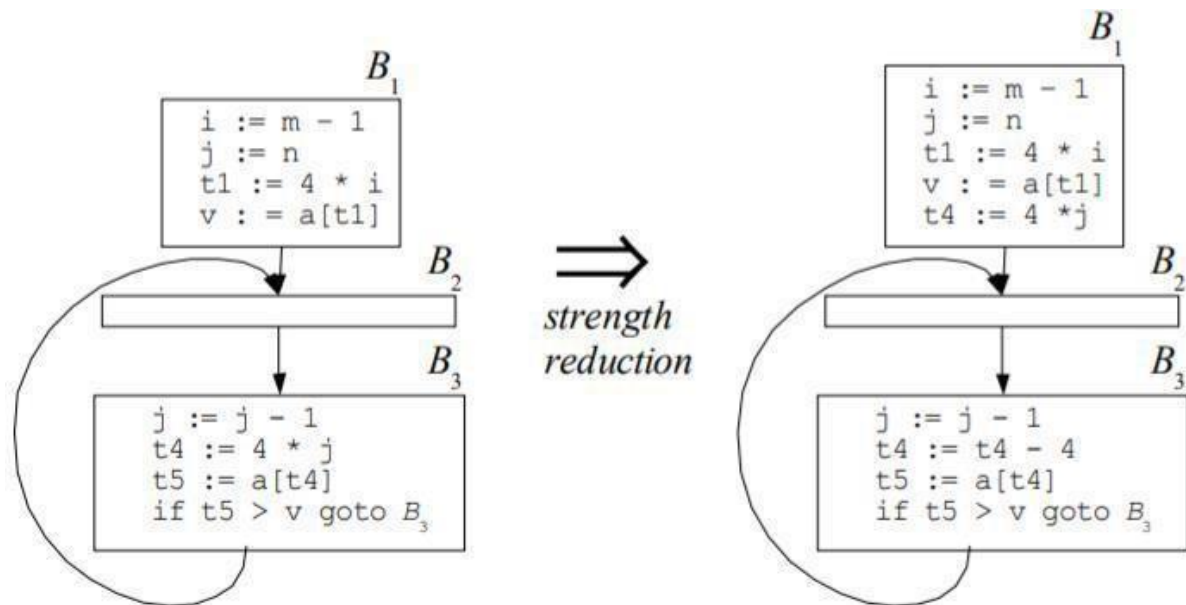 B1
i := m - 1
j := n
t1 := 4 * i
v : = a[t1]
B2
B3
j := j - 1
t4 := 4 * j
t5 := a[t4]
if t5 > v goto B3
strength
reduction
B1
i := m - 1
j := n
t1 := 4 * i
v : = a[t1]
t4 := 4 *j
B2
B3
j := j - 1
t4 := t4 - 4
t5 := a[t4]
if t5 > v goto B3